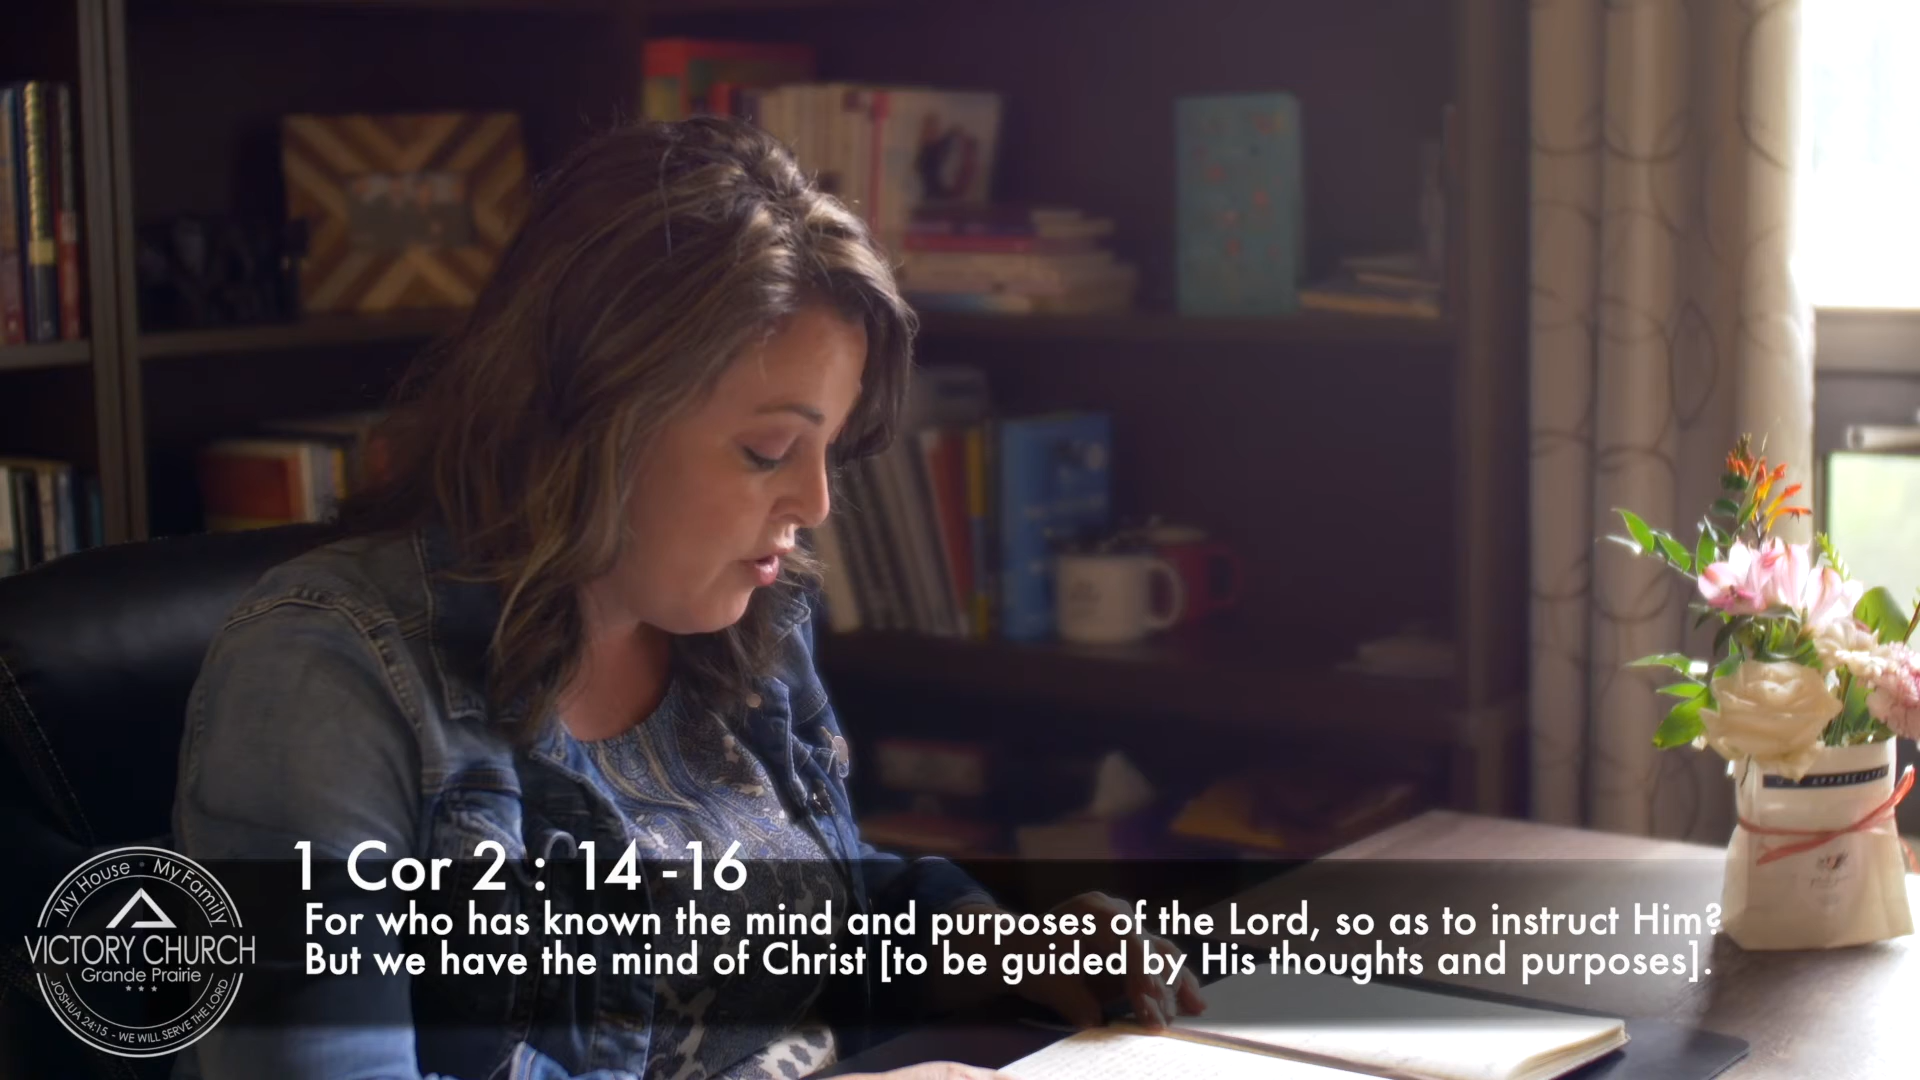 1 Cor 2 : 14 -16
For who has known the mind and purposes of the Lord, so as to instruct Him?
But we have the mind of Christ [to be guided by His thoughts and purposes].
My House • My Family
VICTORY CHURCH
Grande Prairie
JOSHUA 24:15 - WE WILL SERVE THE LORD